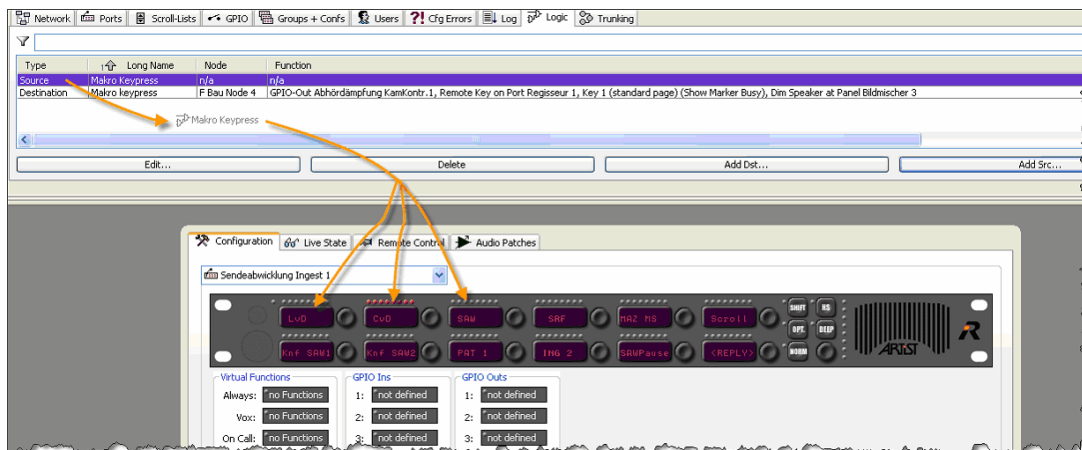 Network Ports Scroll-Lists GPIO Groups + Confs Users ?! Cfg Errors Log Logic Trunking
Type Long Name Node Function
Source Makro Keypress n/a n/a
Destination Makro keypress F Bau Node 4 GPIO-Out Abhördämpfung KamKontr.1, Remote Key on Port Regisseur 1, Key 1 (standard page) (Show Marker Busy), Dim Speaker at Panel Bildmischer 3
Makro Keypress
Edit... Delete Add Dst... Add Src...
Configuration Live State Remote Control Audio Patches
Sendeabwicklung Ingest 1
LvD CvD SAW SRF MAZ MS Scroll SHIFT HS
OPT. BEEP
Knf SAW1 Knf SAW2 PAT 1 ING 2 SAWPause <REPLY> NORM ARTIST
Virtual Functions GPIO Ins GPIO Outs
Always: no Functions 1: not defined 1: not defined
Vox: no Functions 2: not defined 2: not defined
On Call: no Functions 3: not defined 3: not defined